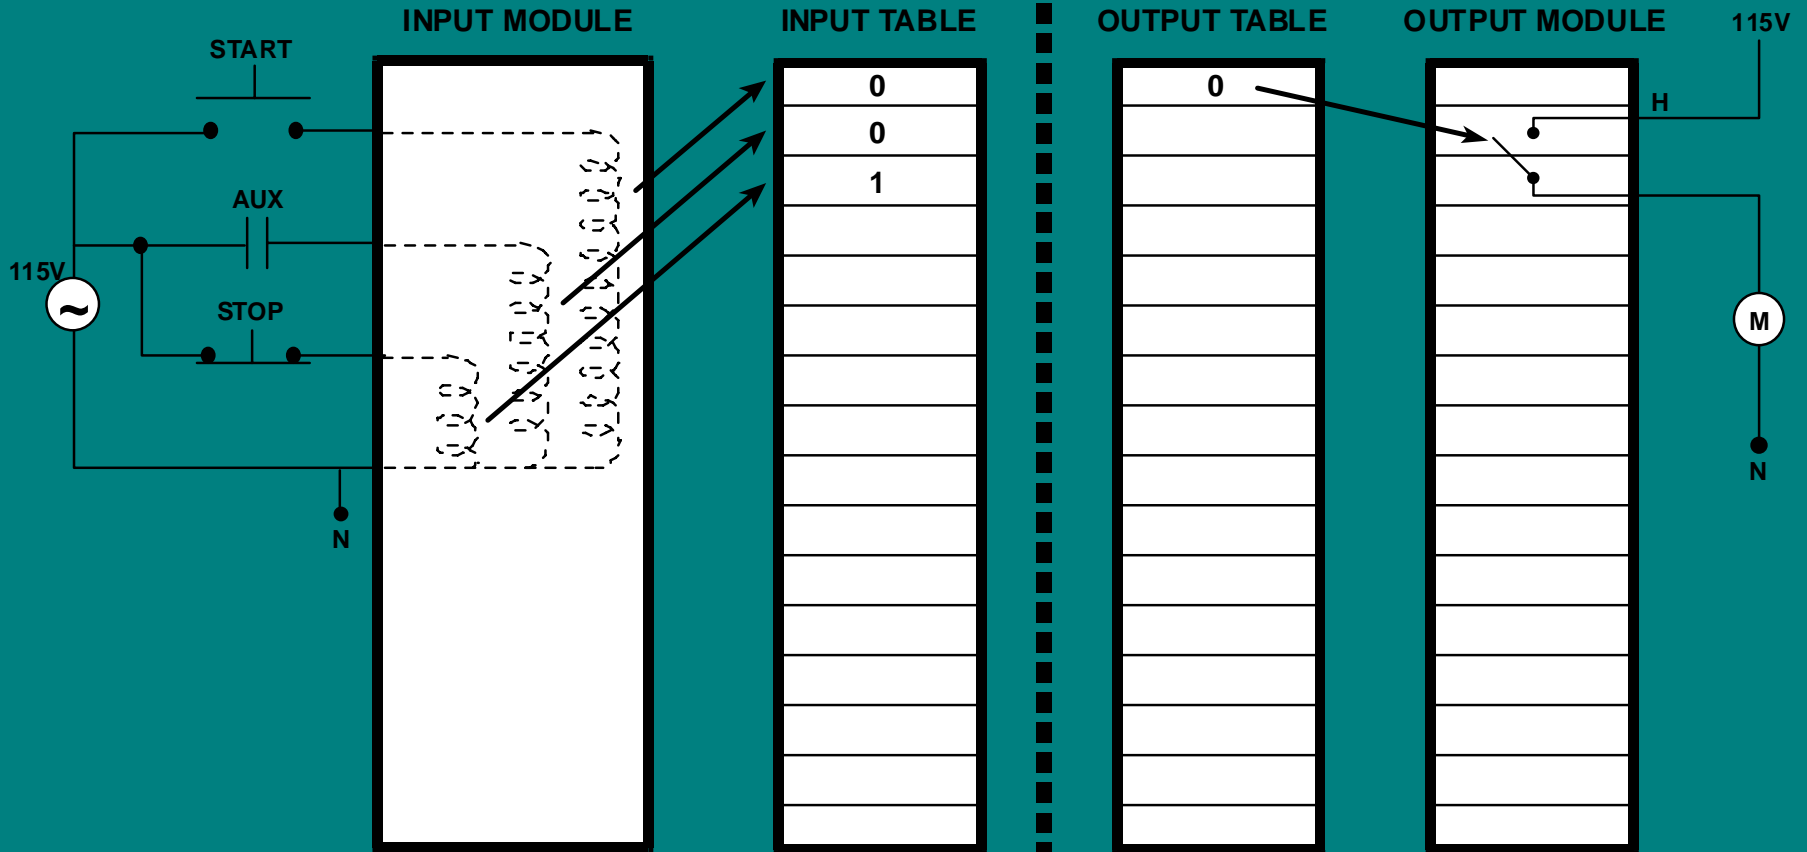 INPUT MODULE INPUT TABLE OUTPUT TABLE OUTPUT MODULE 115V
START
0
0
1
0
H
AUX
115V
~
STOP
M
N
N